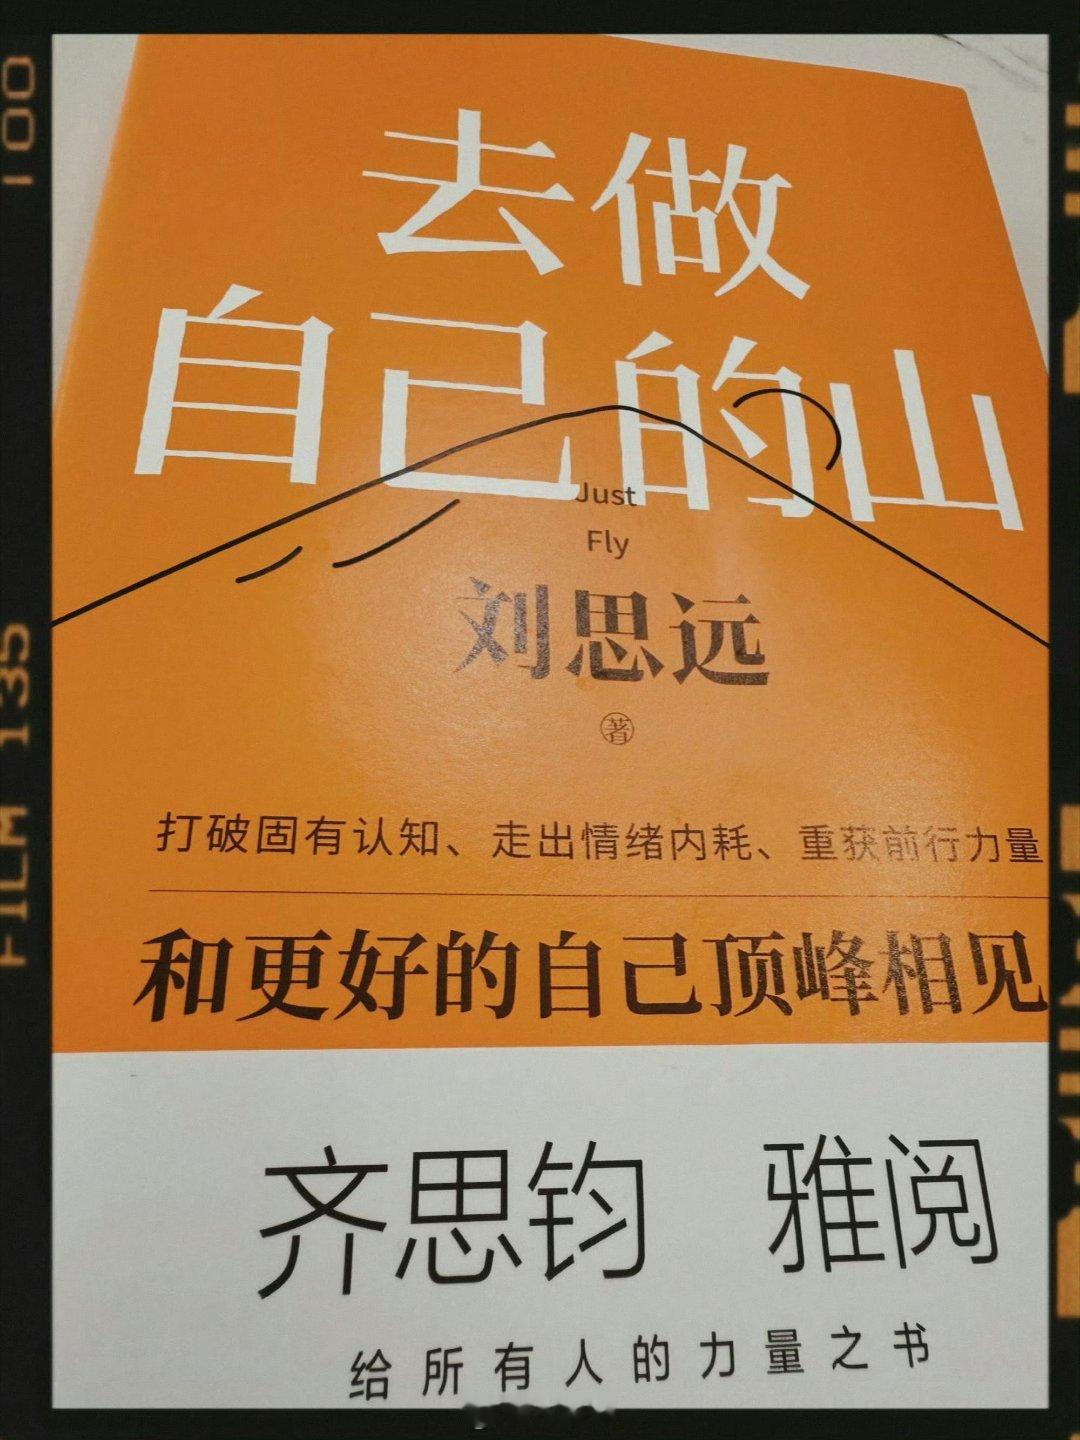 去做
自己的山
Just
Fly
刘思远
著
打破固有认知、走出情绪内耗、重获前行力量
和更好的自己顶峰相见
齐思钧 雅阅
给所有人的力量之书
100
FILM 135